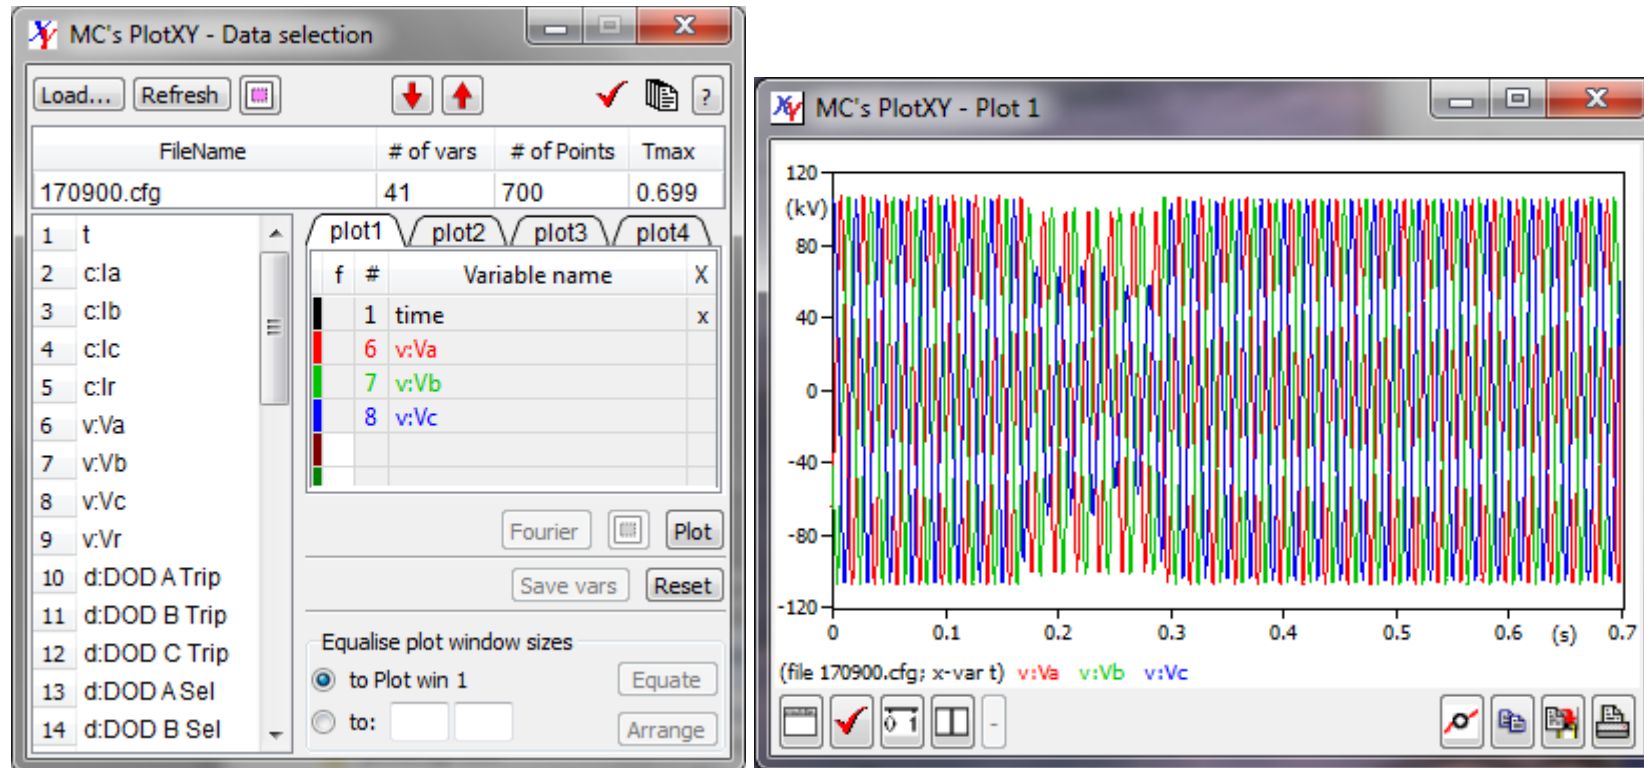 MC's PlotXY - Data selection
Load... Refresh ?
FileName # of vars # of Points Tmax
170900.cfg 41 700 0.699
1 t
2 c:Ia
3 c:Ib
4 c:Ic
5 c:Ir
6 v:Va
7 v:Vb
8 v:Vc
9 v:Vr
10 d:DOD A Trip
11 d:DOD B Trip
12 d:DOD C Trip
13 d:DOD A Sel
14 d:DOD B Sel
plot1 plot2 plot3 plot4
f # Variable name X
1 time x
6 v:Va
7 v:Vb
8 v:Vc
Fourier Plot
Save vars Reset
Equalise plot window sizes
to Plot win 1 Equate
to: Arrange
MC's PlotXY - Plot 1
120
(kV)
80
40
0
-40
-80
-120
0 0.1 0.2 0.3 0.4 0.5 0.6 (s) 0.7
(file 170900.cfg; x-var t) v:Va v:Vb v:Vc
0 1 -